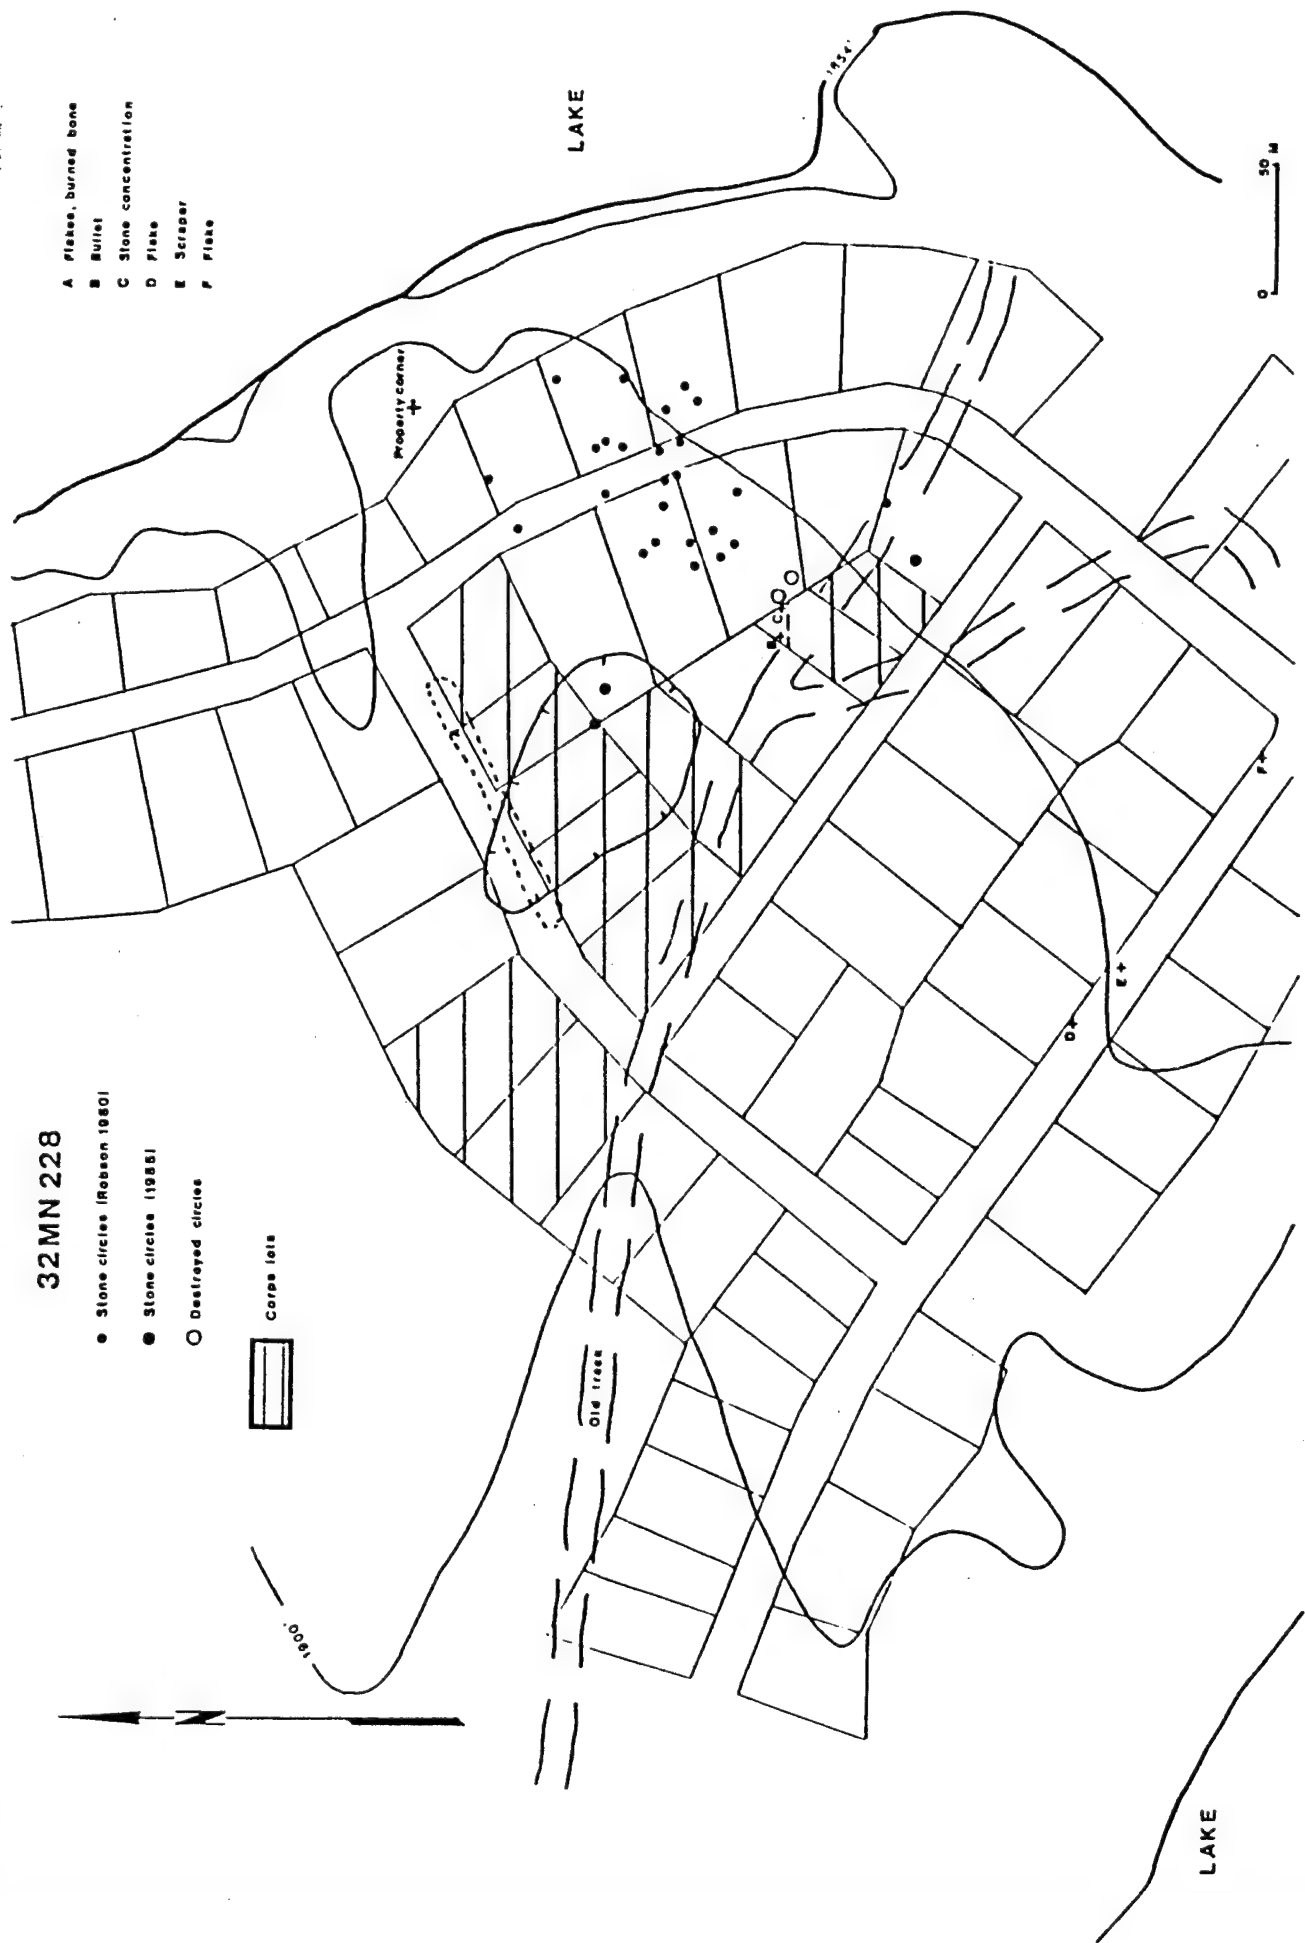 32MN 228
Stone circles (Robson 1980)
Stone circles (1985)
Destroyed circles
Corps lots
A Flakes, burned bone
B Bullet
C Stone concentration
D Flake
E Scraper
F Flake
LAKE
1854'
Property corner
N
1900'
Old track
A
B
C
D
E
F
0 50 M
LAKE